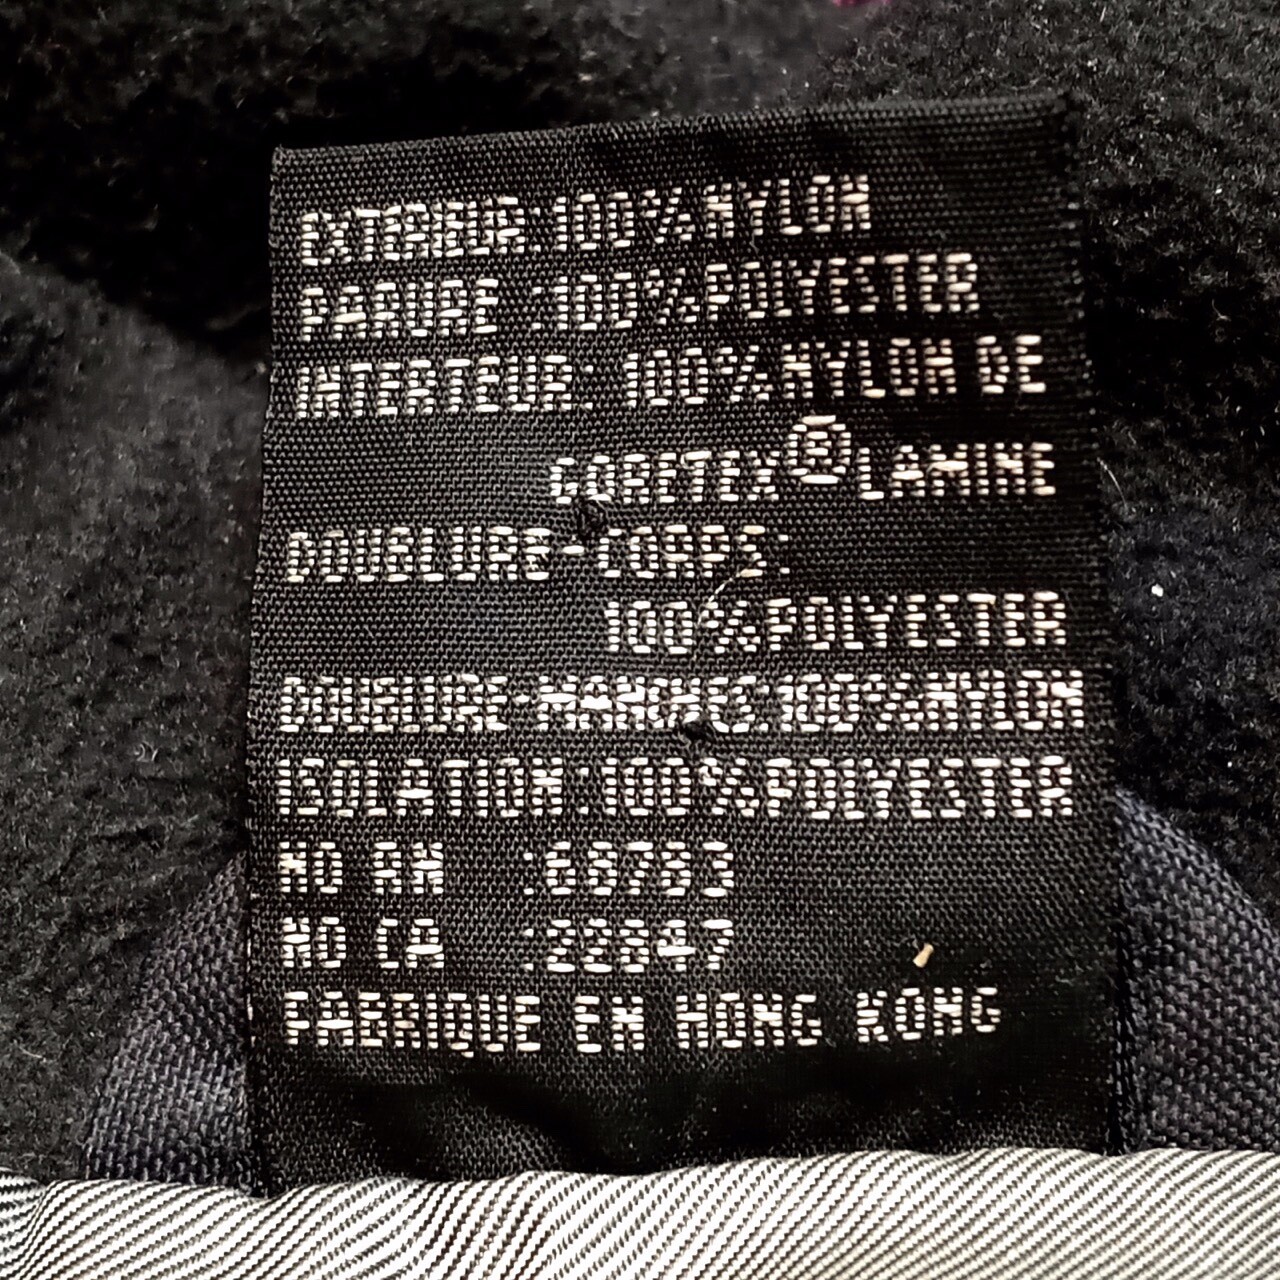 EXTERIEUR:100%NYLON
PARURE :100%POLYESTER
INTERIEUR: 100%NYLON DE
GORETEX®LAMINE
DOUBLURE-CORPS:
100%POLYESTER
DOUBLURE-MANCHES:100%NYLON
ISOLATION:100%POLYESTER
NO RN :68783
NO CA :22847
FABRIQUE EN HONG KONG